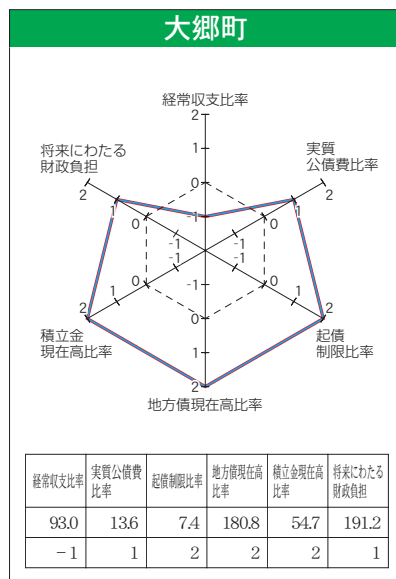 大郷町
経常収支比率
2
1
0
-1
将来にわたる
財政負担
2
1
0
-1
実質
公債費比率
2
1
0
-1
積立金
現在高比率
2
1
0
-1
起債
制限比率
2
1
0
-1
-1
0
1
2
地方債現在高比率
経常収支比率 実質公債費比率 起債制限比率 地方債現在高比率 積立金現在高比率 将来にわたる財政負担
93.0 13.6 7.4 180.8 54.7 191.2
-1 1 2 2 2 1